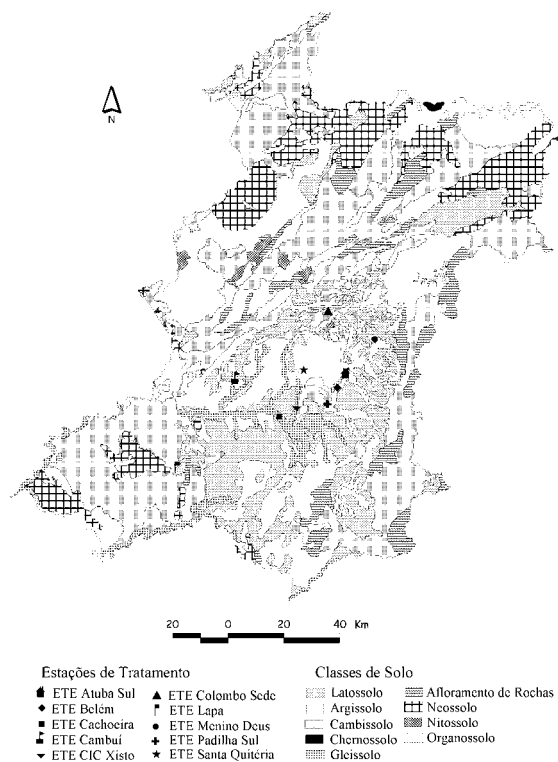 N
20 0 20 40 Km
Estações de Tratamento
ETE Atuba Sul
ETE Belém
ETE Cachoeira
ETE Cambuí
ETE CIC Xisto
ETE Colombo Sede
ETE Lapa
ETE Menino Deus
ETE Padilha Sul
ETE Santa Quitéria
Classes de Solo
Latossolo
Argissolo
Cambissolo
Chernossolo
Gleissolo
Afloramento de Rochas
Neossolo
Nitossolo
Organossolo